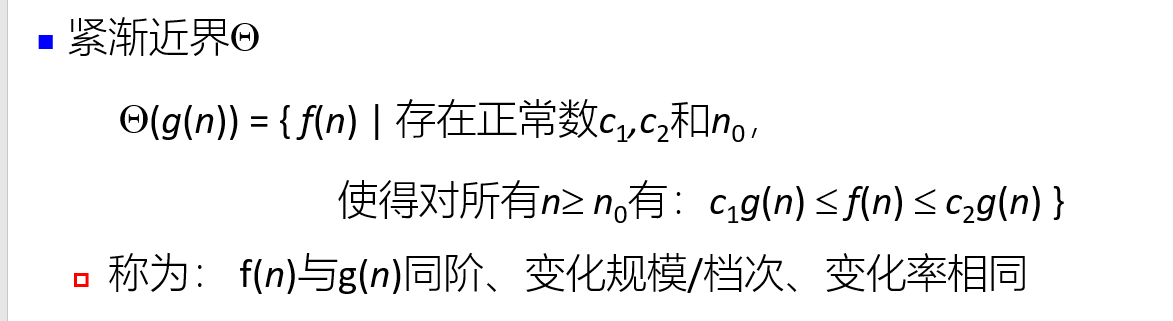 紧渐近界Θ
Θ(g(n)) = { f(n) | 存在正常数c₁,c₂和n₀,
使得对所有n≥ n₀有：c₁g(n) ≤ f(n) ≤ c₂g(n) }
称为： f(n)与g(n)同阶、变化规模/档次、变化率相同